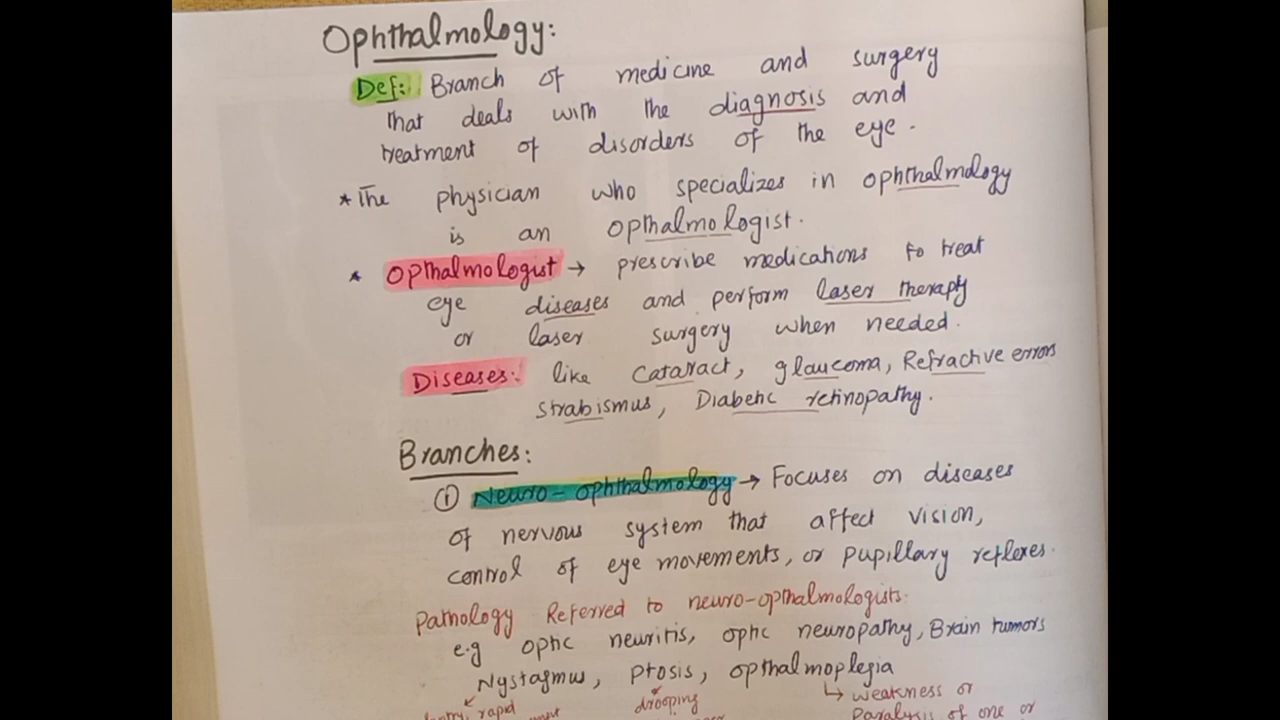 Ophthalmology:
Def: Branch of medicine and surgery
that deals with the diagnosis and
treatment of disorders of the eye.
* The physician who specializes in ophthalmology
is an opthalmologist.
* Opthalmologist → prescribe medications to treat
eye diseases and perform laser therapy
or laser surgery when needed.
Diseases: like cataract, glaucoma, Refractive errors
strabismus, Diabetic retinopathy.
Branches:
① Neuro-ophthalmology → Focuses on diseases
of nervous system that affect vision,
control of eye movements, or pupillary reflexes.
Pathology Referred to neuro-opthalmologists.
e.g optic neuritis, optic neuropathy, Brain tumors
Nystagmus, Ptosis, opthalmoplegia
rapid drooping ↳ weakness or
Paralysis of one or